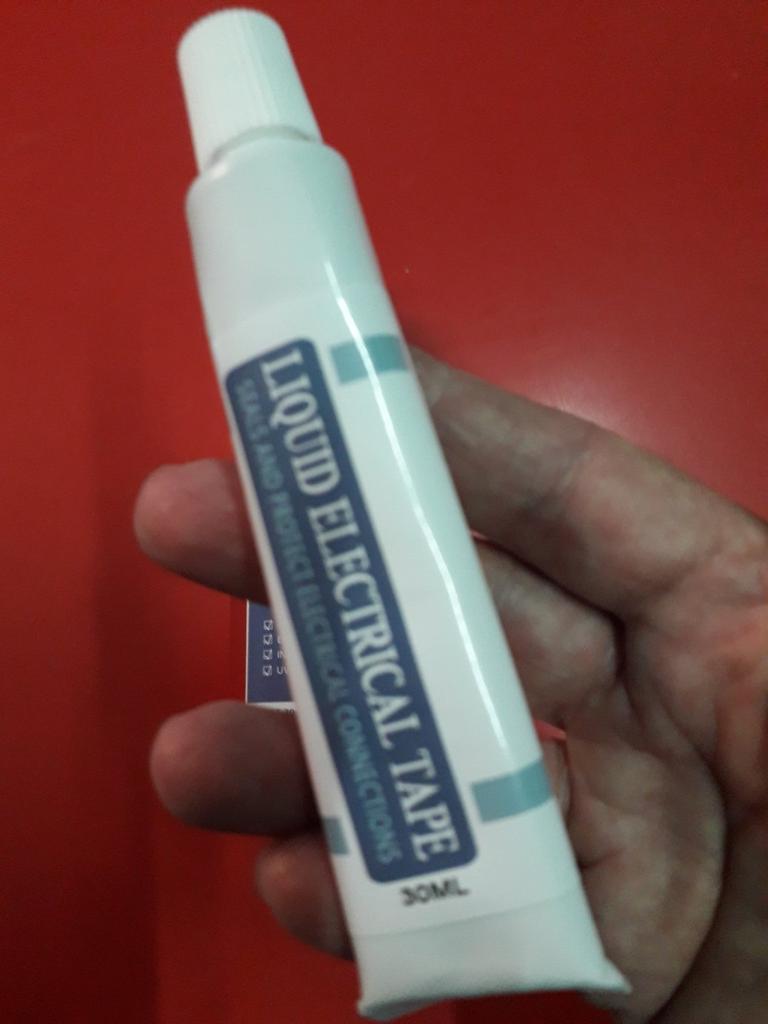 LIQUID ELECTRICAL TAPE
SEALS AND PROTECT ELECTRICAL CONNECTIONS
30ML